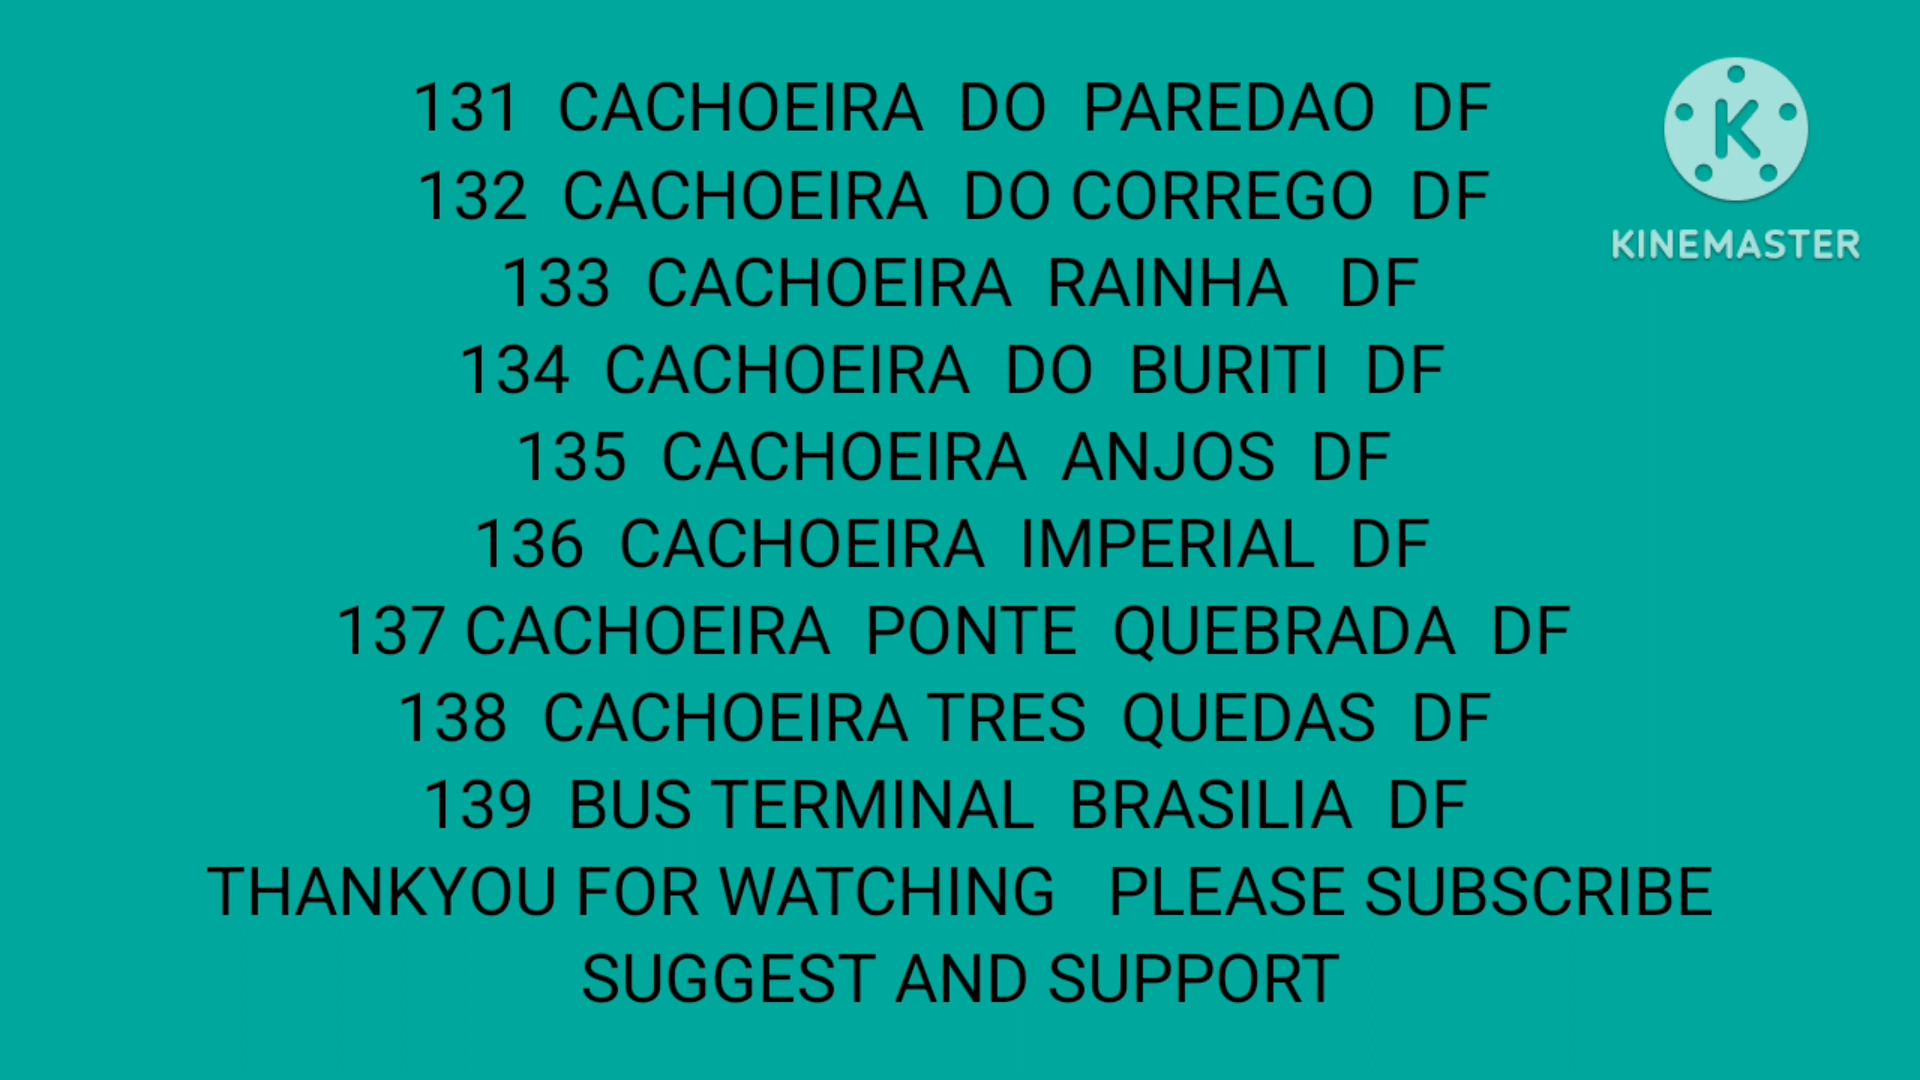 131 CACHOEIRA DO PAREDAO DF
132 CACHOEIRA DO CORREGO DF
133 CACHOEIRA RAINHA DF
134 CACHOEIRA DO BURITI DF
135 CACHOEIRA ANJOS DF
136 CACHOEIRA IMPERIAL DF
137 CACHOEIRA PONTE QUEBRADA DF
138 CACHOEIRA TRES QUEDAS DF
139 BUS TERMINAL BRASILIA DF
THANKYOU FOR WATCHING PLEASE SUBSCRIBE
SUGGEST AND SUPPORT
K
KINEMASTER